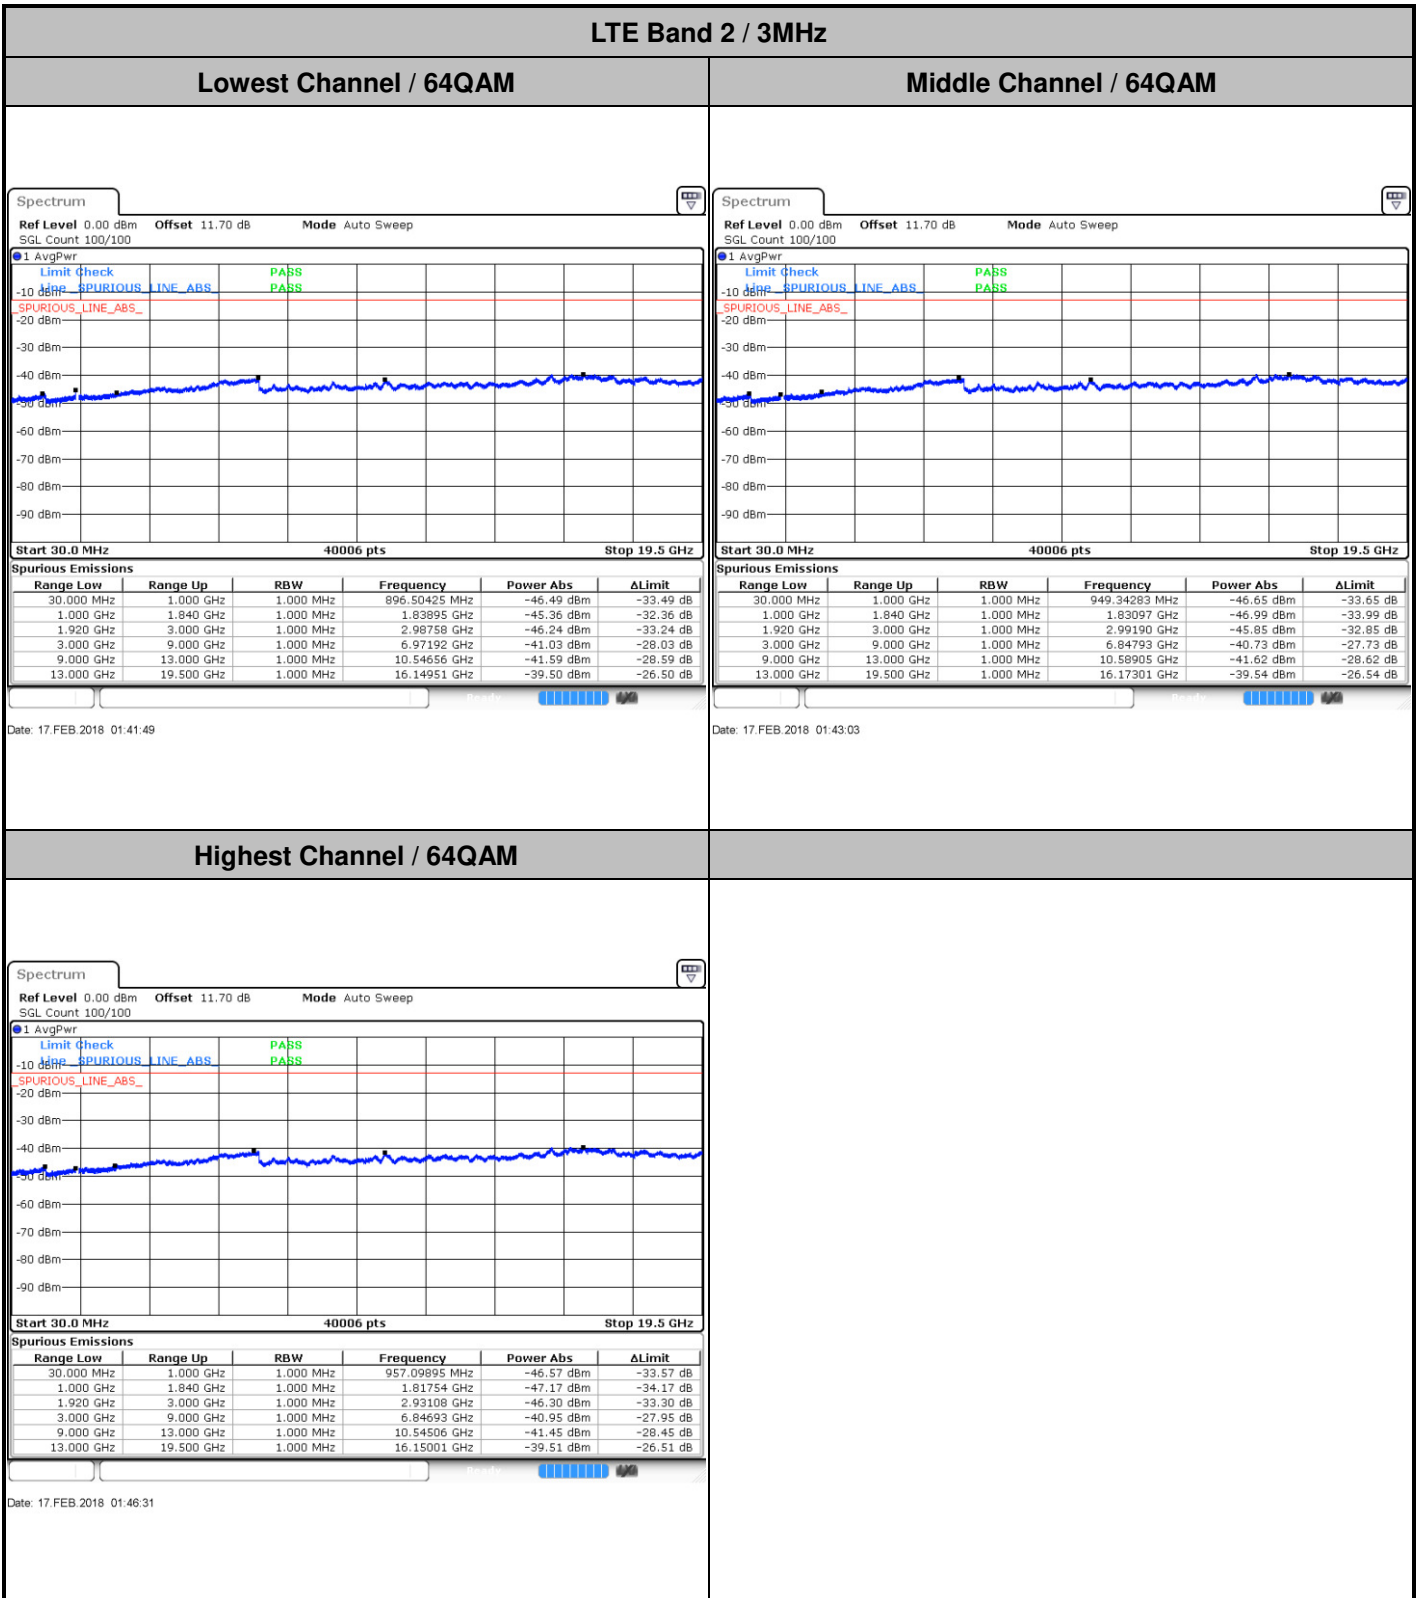 LTE Band 2 / 3MHz
Lowest Channel / 64QAM
Middle Channel / 64QAM
Spectrum
Ref Level 0.00 dBm Offset 11.70 dB Mode Auto Sweep
SGL Count 100/100
1 AvgPwr
Limit Check PASS
-10 dBm Line _SPURIOUS_LINE_ABS_ PASS
_SPURIOUS_LINE_ABS_
-20 dBm
-30 dBm
-40 dBm
-50 dBm
-60 dBm
-70 dBm
-80 dBm
-90 dBm
Start 30.0 MHz 40006 pts Stop 19.5 GHz
Spurious Emissions
Range Low Range Up RBW Frequency Power Abs ΔLimit
30.000 MHz 1.000 GHz 1.000 MHz 896.50425 MHz -46.49 dBm -33.49 dB
1.000 GHz 1.840 GHz 1.000 MHz 1.83895 GHz -45.36 dBm -32.36 dB
1.920 GHz 3.000 GHz 1.000 MHz 2.98758 GHz -46.24 dBm -33.24 dB
3.000 GHz 9.000 GHz 1.000 MHz 6.97192 GHz -41.03 dBm -28.03 dB
9.000 GHz 13.000 GHz 1.000 MHz 10.54656 GHz -41.59 dBm -28.59 dB
13.000 GHz 19.500 GHz 1.000 MHz 16.14951 GHz -39.50 dBm -26.50 dB
Date: 17.FEB.2018 01:41:49
Spectrum
Ref Level 0.00 dBm Offset 11.70 dB Mode Auto Sweep
SGL Count 100/100
1 AvgPwr
Limit Check PASS
-10 dBm Line _SPURIOUS_LINE_ABS_ PASS
_SPURIOUS_LINE_ABS_
-20 dBm
-30 dBm
-40 dBm
-50 dBm
-60 dBm
-70 dBm
-80 dBm
-90 dBm
Start 30.0 MHz 40006 pts Stop 19.5 GHz
Spurious Emissions
Range Low Range Up RBW Frequency Power Abs ΔLimit
30.000 MHz 1.000 GHz 1.000 MHz 949.34283 MHz -46.65 dBm -33.65 dB
1.000 GHz 1.840 GHz 1.000 MHz 1.83097 GHz -46.99 dBm -33.99 dB
1.920 GHz 3.000 GHz 1.000 MHz 2.99190 GHz -45.85 dBm -32.85 dB
3.000 GHz 9.000 GHz 1.000 MHz 6.84793 GHz -40.73 dBm -27.73 dB
9.000 GHz 13.000 GHz 1.000 MHz 10.58905 GHz -41.62 dBm -28.62 dB
13.000 GHz 19.500 GHz 1.000 MHz 16.17301 GHz -39.54 dBm -26.54 dB
Date: 17.FEB.2018 01:43:03
Highest Channel / 64QAM
Spectrum
Ref Level 0.00 dBm Offset 11.70 dB Mode Auto Sweep
SGL Count 100/100
1 AvgPwr
Limit Check PASS
-10 dBm Line _SPURIOUS_LINE_ABS_ PASS
_SPURIOUS_LINE_ABS_
-20 dBm
-30 dBm
-40 dBm
-50 dBm
-60 dBm
-70 dBm
-80 dBm
-90 dBm
Start 30.0 MHz 40006 pts Stop 19.5 GHz
Spurious Emissions
Range Low Range Up RBW Frequency Power Abs ΔLimit
30.000 MHz 1.000 GHz 1.000 MHz 957.09895 MHz -46.57 dBm -33.57 dB
1.000 GHz 1.840 GHz 1.000 MHz 1.81754 GHz -47.17 dBm -34.17 dB
1.920 GHz 3.000 GHz 1.000 MHz 2.93108 GHz -46.30 dBm -33.30 dB
3.000 GHz 9.000 GHz 1.000 MHz 6.84693 GHz -40.95 dBm -27.95 dB
9.000 GHz 13.000 GHz 1.000 MHz 10.54506 GHz -41.45 dBm -28.45 dB
13.000 GHz 19.500 GHz 1.000 MHz 16.15001 GHz -39.51 dBm -26.51 dB
Date: 17.FEB.2018 01:46:31